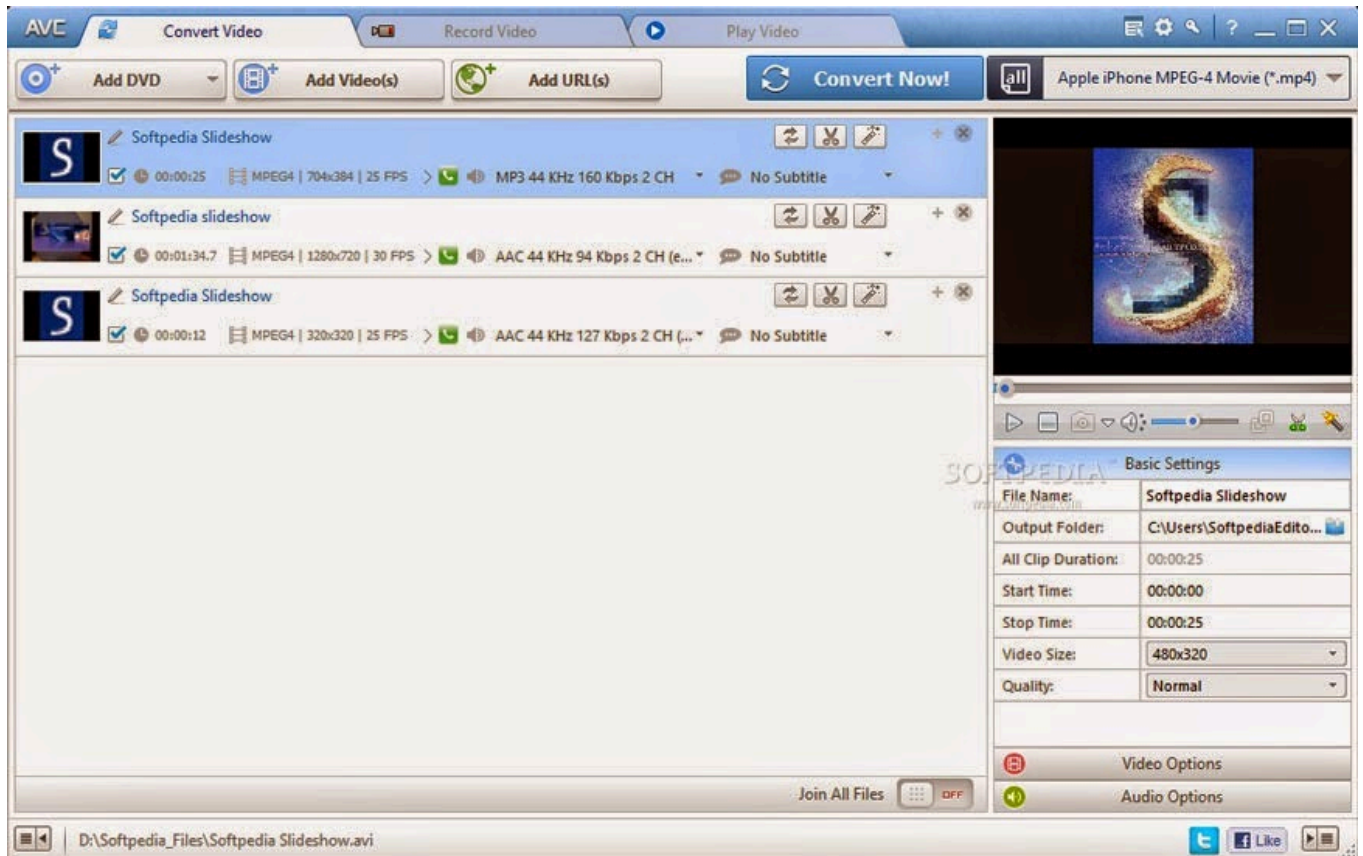 AVE
Convert Video
Record Video
Play Video
?
Add DVD
Add Video(s)
Add URL(s)
Convert Now!
all
Apple iPhone MPEG-4 Movie (*.mp4)
S
Softpedia Slideshow
00:00:25
MPEG4 | 704x384 | 25 FPS
MP3 44 KHz 160 Kbps 2 CH
No Subtitle
Softpedia slideshow
00:01:34.7
MPEG4 | 1280x720 | 30 FPS
AAC 44 KHz 94 Kbps 2 CH (e...
No Subtitle
S
Softpedia Slideshow
00:00:12
MPEG4 | 320x320 | 25 FPS
AAC 44 KHz 127 Kbps 2 CH (...
No Subtitle
S
SOFTPEDIA
www.softpedia.com
Basic Settings
File Name:
Softpedia Slideshow
Output Folder:
C:\Users\SoftpediaEdito...
All Clip Duration:
00:00:25
Start Time:
00:00:00
Stop Time:
00:00:25
Video Size:
480x320
Quality:
Normal
Video Options
Audio Options
Join All Files
OFF
D:\Softpedia_Files\Softpedia Slideshow.avi
t
f Like